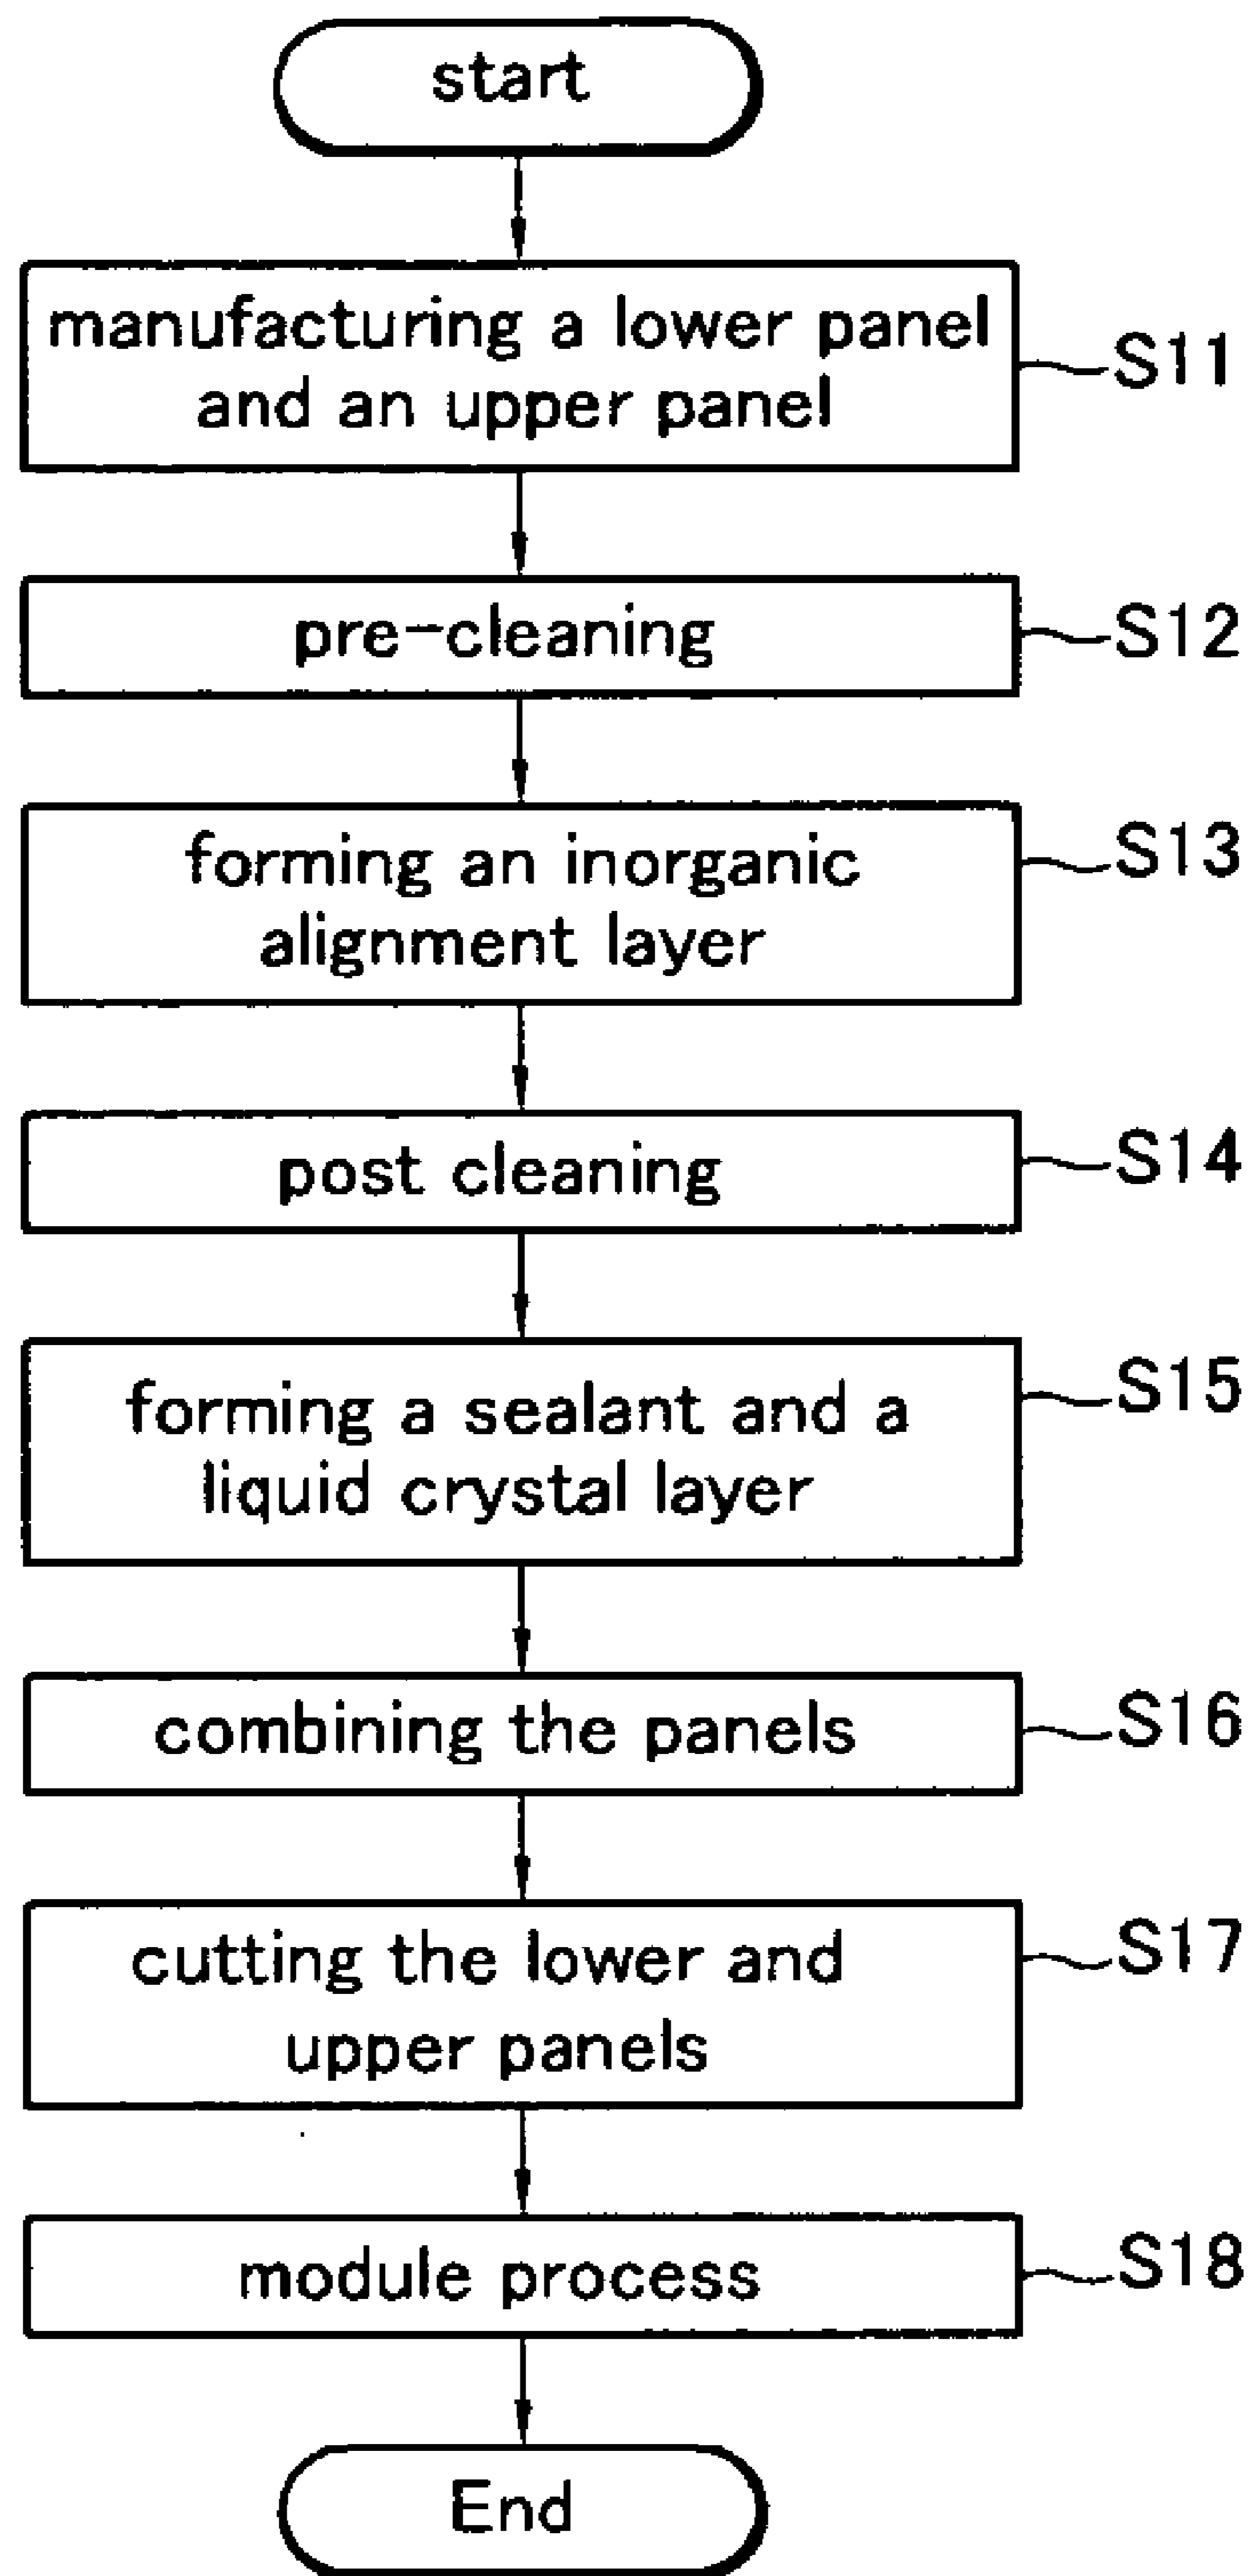 start
manufacturing a lower panel
and an upper panel
S11
pre-cleaning
S12
forming an inorganic
alignment layer
S13
post cleaning
S14
forming a sealant and a
liquid crystal layer
S15
combining the panels
S16
cutting the lower and
upper panels
S17
module process
S18
End